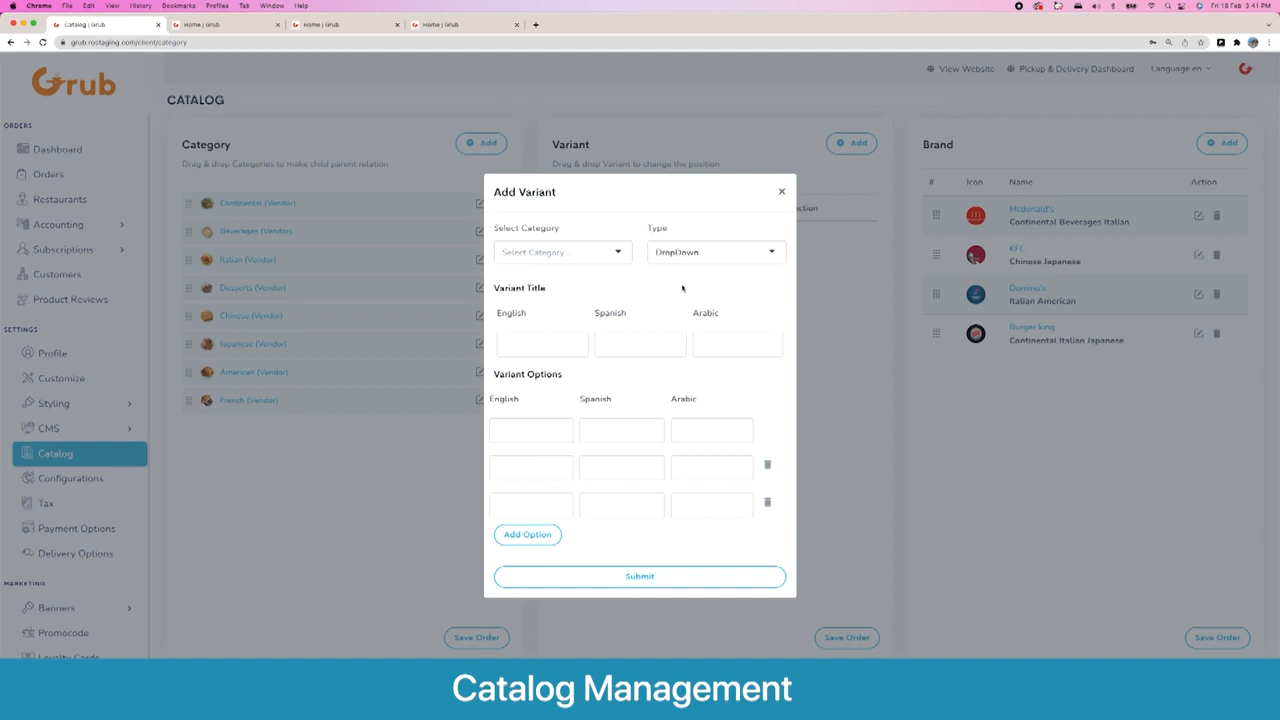 Chrome File Edit View History Bookmarks Profiles Tab Window Help Fri 18 Feb 3:41 PM
Catalog | Grub Home | Grub Home | Grub Home | Grub
grub.rostaging.com/client/category
Grub
View Website Pickup & Delivery Dashboard Language en
CATALOG
ORDERS
Dashboard
Orders
Restaurants
Accounting
Subscriptions
Customers
Product Reviews
SETTINGS
Profile
Customize
Styling
CMS
Catalog
Configurations
Tax
Payment Options
Delivery Options
MARKETING
Banners
Promocode
Loyalty Cards
Category Add
Drag & drop Categories to make child parent relation
Continental (Vendor)
Beverages (Vendor)
Italian (Vendor)
Desserts (Vendor)
Chinese (Vendor)
Japanese (Vendor)
American (Vendor)
French (Vendor)
Save Order
Variant Add
Drag & drop Variant to change the position
ction
Save Order
Add Variant ×
Select Category Type
Select Category... DropDown
Variant Title
English Spanish Arabic
Variant Options
English Spanish Arabic
Add Option
Submit
Brand Add
# Icon Name Action
Mcdonald's
Continental Beverages Italian
KFC
Chinese Japanese
Domino's
Italian American
Burger king
Continental Italian Japanese
Save Order
Catalog Management